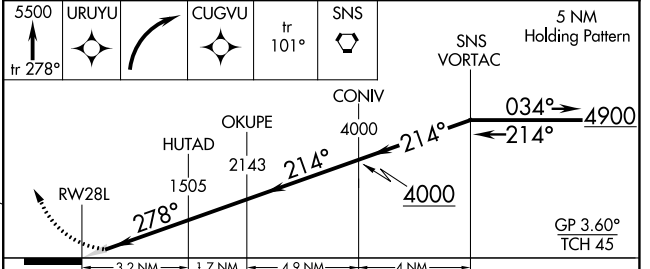 5500
tr 278°
URUYU
CUGVU
tr
101°
SNS
5 NM
Holding Pattern
SNS
VORTAC
CONIV
4000
OKUPE
2143
HUTAD
1505
RW28L
034°
4900
214°
214°
214°
278°
4000
GP 3.60°
TCH 45
3.2 NM
1.7 NM
4.9 NM
4 NM